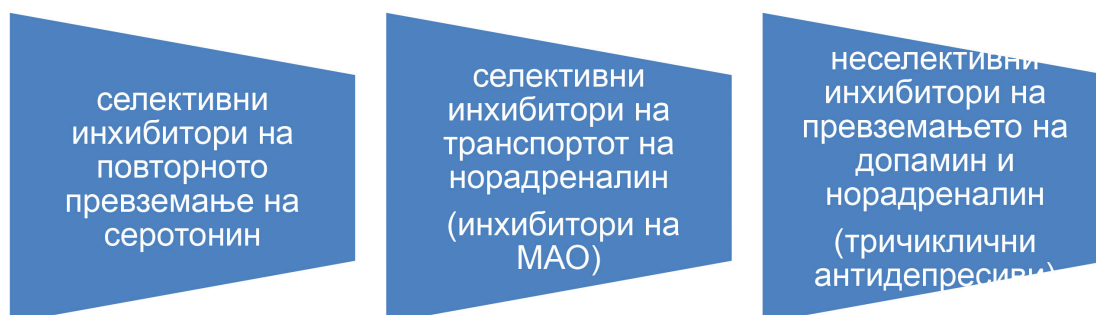 селективни
инхибитори на
повторното
превземање на
серотонин
селективни
инхибитори на
транспортот на
норадреналин
(инхибитори на
МАО)
неселективни
инхибитори на
превземањето на
допамин и
норадреналин
(тричиклични
антидепресиви)